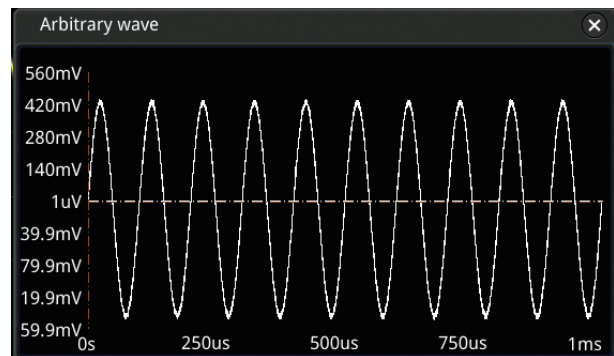 Arbitrary wave
560mV
420mV
280mV
140mV
1uV
39.9mV
79.9mV
19.9mV
59.9mV
0s 250us 500us 750us 1ms